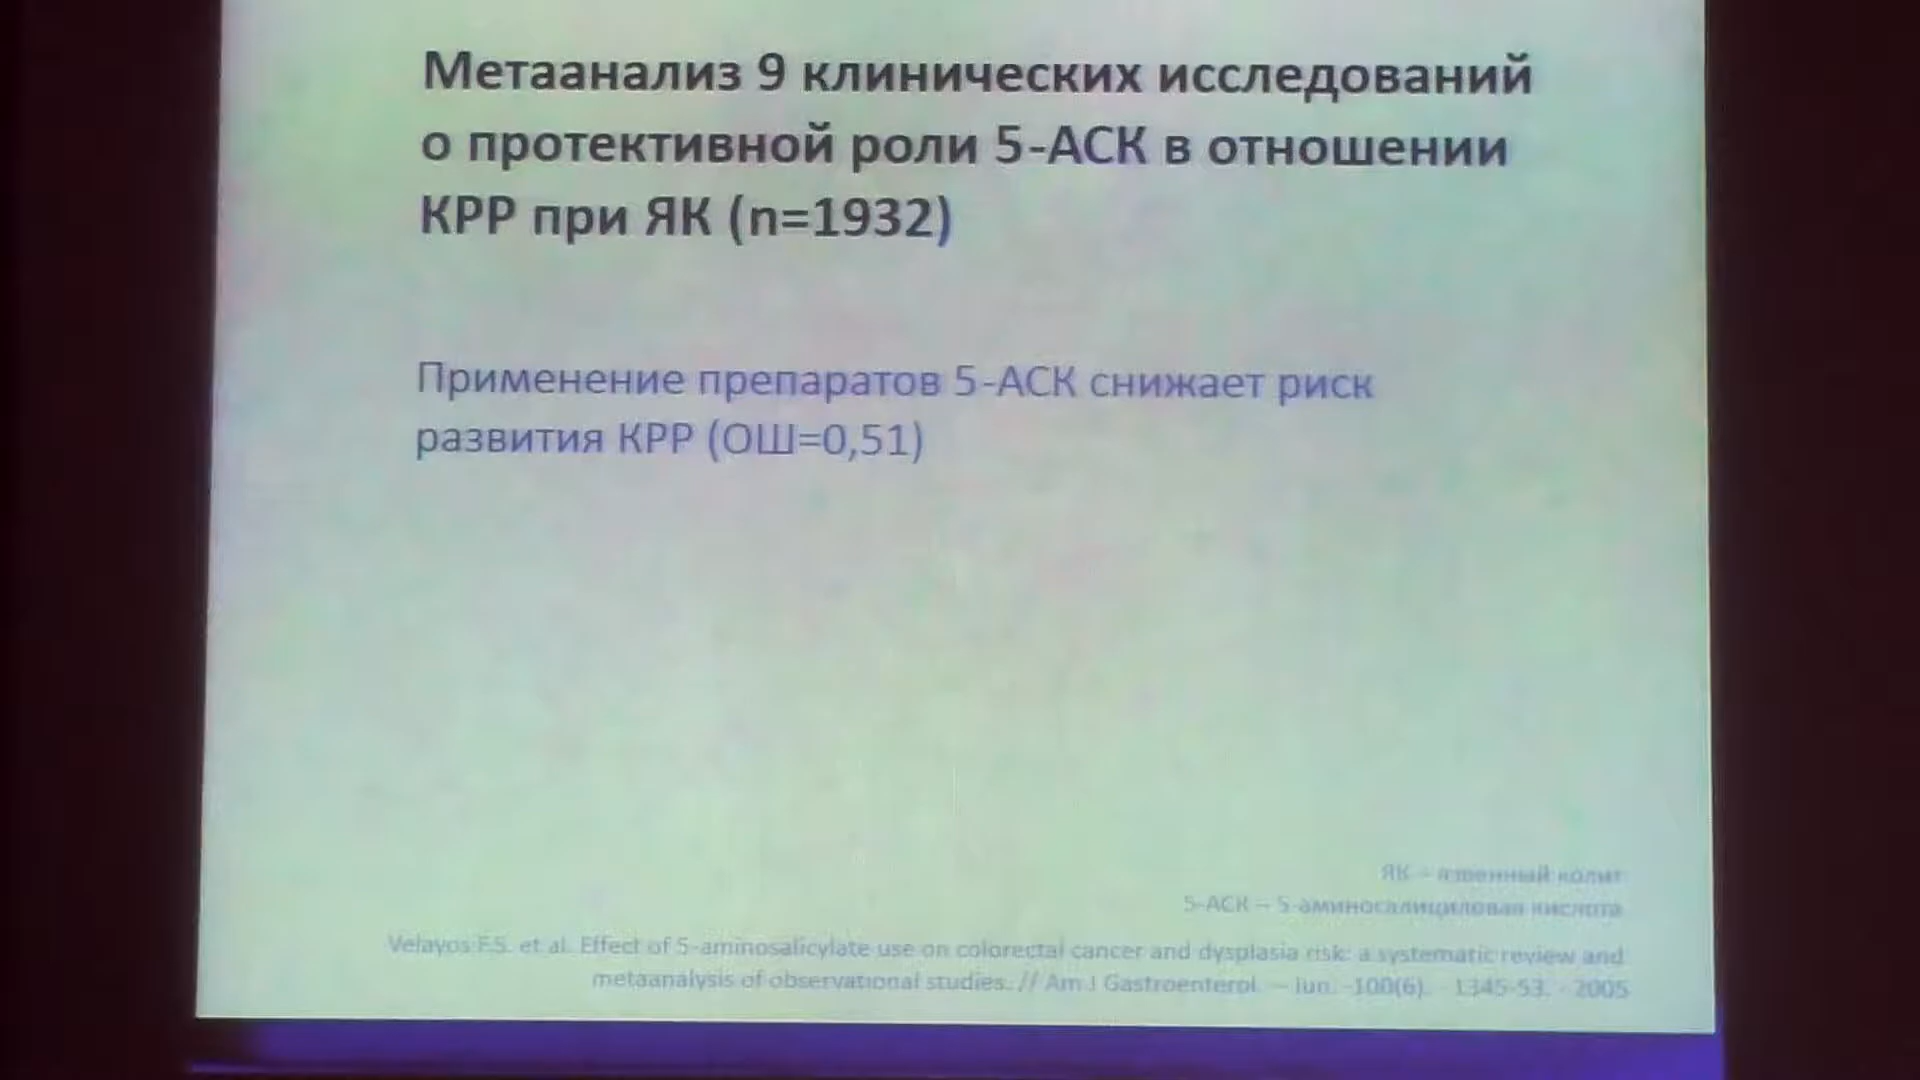 Метаанализ 9 клинических исследований
о протективной роли 5-АСК в отношении
КРР при ЯК (n=1932)
Применение препаратов 5-АСК снижает риск
развития КРР (ОШ=0,51)
ЯК – язвенный колит
5-АСК – 5-аминосалициловая кислота
Velayos F.S. et al. Effect of 5-aminosalicylate use on colorectal cancer and dysplasia risk: a systematic review and
metaanalysis of observational studies. // Am J Gastroenterol. – Jun. -100(6). - 1345-53. - 2005